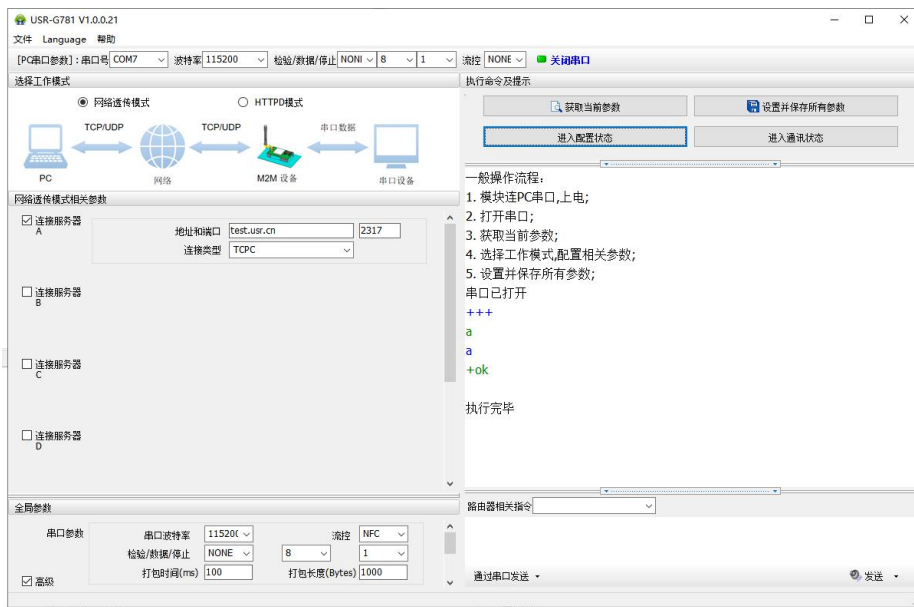 USR-G781 V1.0.0.21
文件 Language 帮助
[PC串口参数]：串口号 COM7 波特率 115200 检验/数据/停止 NONI 8 1 流控 NONE 关闭串口
选择工作模式
网络透传模式 HTTPD模式
TCP/UDP TCP/UDP 串口数据
PC 网络 M2M 设备 串口设备
网络透传模式相关参数
连接服务器
A
地址和端口 test.usr.cn 2317
连接类型 TCPC
连接服务器
B
连接服务器
C
连接服务器
D
全局参数
串口参数 串口波特率 11520( 流控 NFC
检验/数据/停止 NONE 8 1
打包时间(ms) 100 打包长度(Bytes) 1000
高级
执行命令及提示
获取当前参数 设置并保存所有参数
进入配置状态 进入通讯状态
一般操作流程：
1. 模块连PC串口,上电;
2. 打开串口;
3. 获取当前参数;
4. 选择工作模式,配置相关参数;
5. 设置并保存所有参数;
串口已打开
+++
a
a
+ok
执行完毕
路由器相关指令
通过串口发送 发送